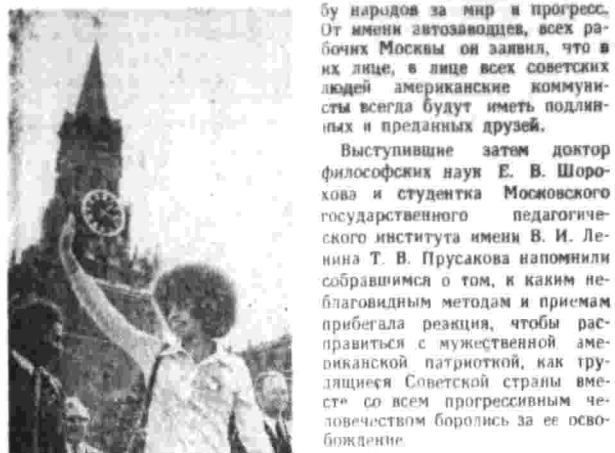 бу народов за мир и прогресс.
От имени автозаводцев, всех ра-
бочих Москвы он заявил, что в
их лице, в лице всех советских
людей американские коммуни-
сты всегда будут иметь подлин-
ных и преданных друзей.
Выступившие затем доктор
философских наук Е. В. Шоро-
хова и студентка Московского
государственного педагогиче-
ского института имени В. И. Ле-
нина Т. В. Прусакова напомнили
собравшимся о том, к каким не-
благовидным методам и приемам
прибегала реакция, чтобы рас-
правиться с мужественной аме-
риканской патриоткой, как тру-
дящиеся Советской страны вме-
сте со всем прогрессивным че-
ловечеством боролись за ее осво-
бождение